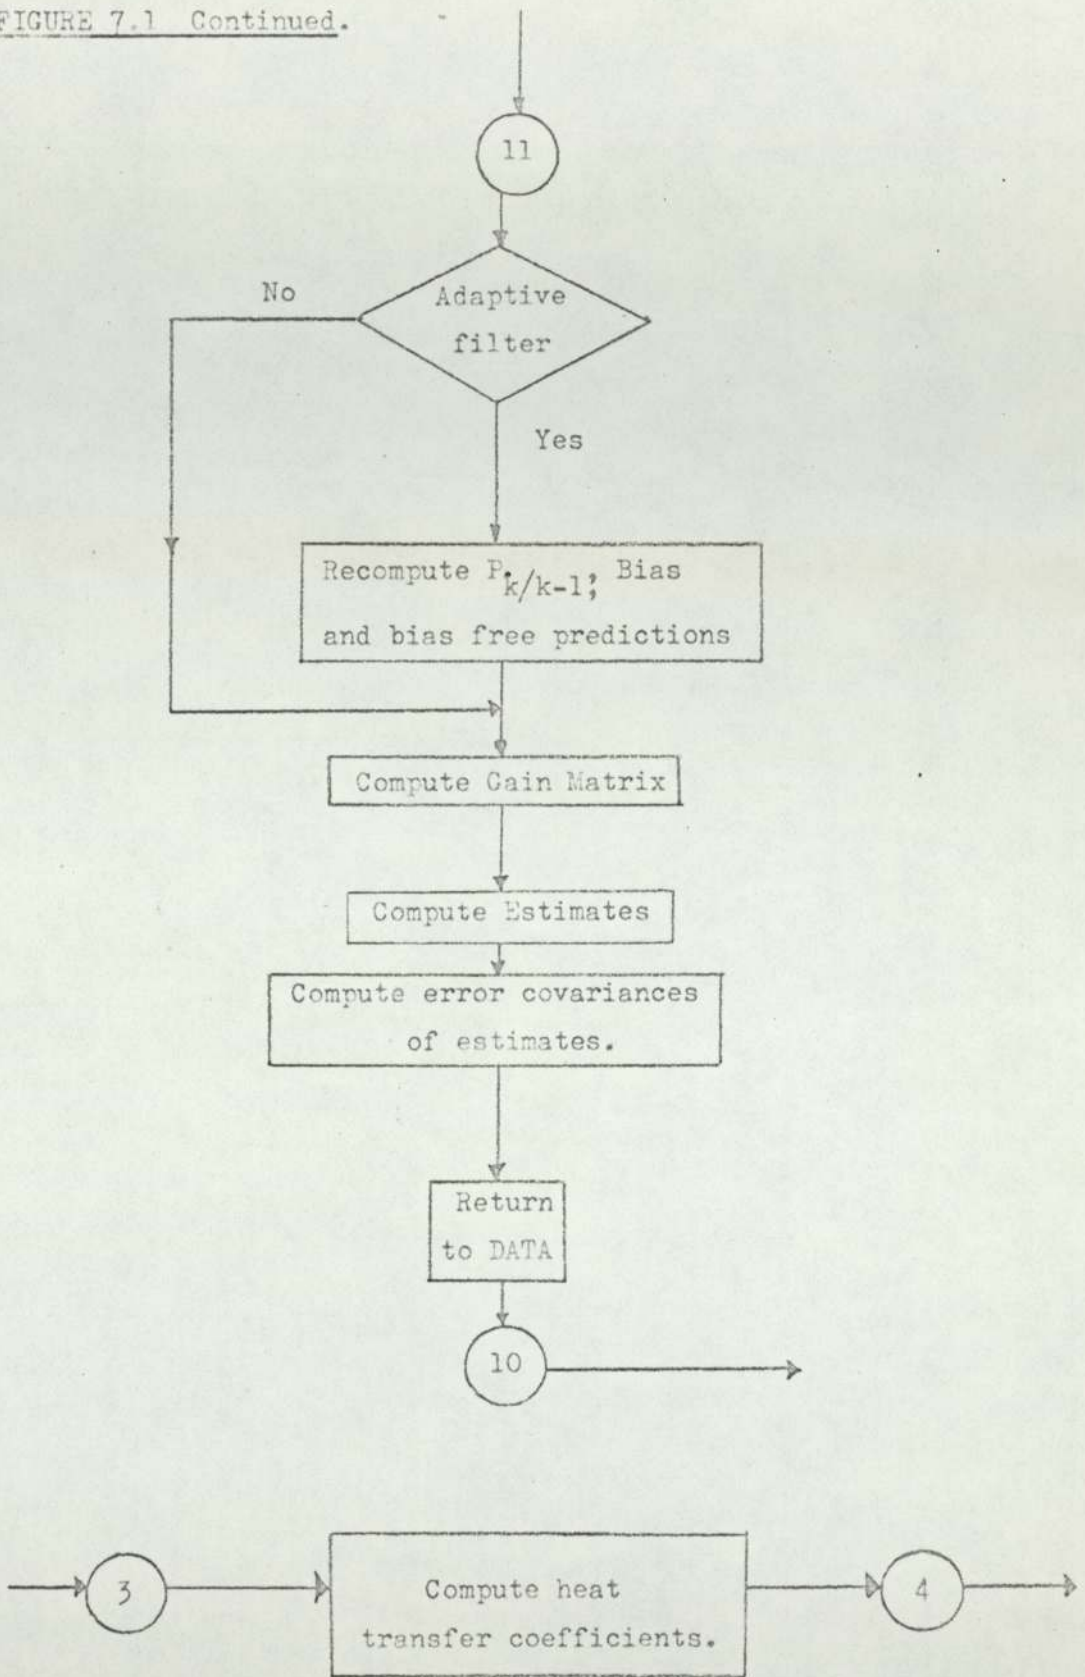 FIGURE 7.1 Continued.
11
Adaptive
filter
No
Yes
Recompute P k/k-1; Bias
and bias free predictions
Compute Gain Matrix
Compute Estimates
Compute error covariances
of estimates.
Return
to DATA
10
3
Compute heat
transfer coefficients.
4